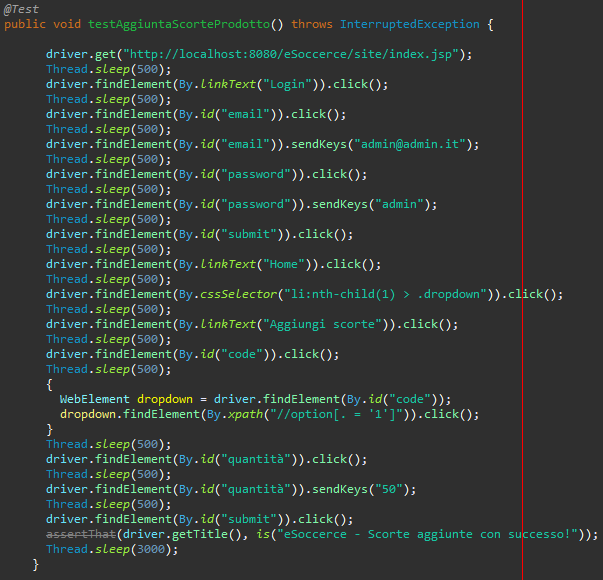 @Test
public void testAggiuntaScorteProdotto() throws InterruptedException {
driver.get("http://localhost:8080/eSoccerce/site/index.jsp");
Thread.sleep(500);
driver.findElement(By.linkText("Login")).click();
Thread.sleep(500);
driver.findElement(By.id("email")).click();
Thread.sleep(500);
driver.findElement(By.id("email")).sendKeys("admin@admin.it");
Thread.sleep(500);
driver.findElement(By.id("password")).click();
Thread.sleep(500);
driver.findElement(By.id("password")).sendKeys("admin");
Thread.sleep(500);
driver.findElement(By.id("submit")).click();
Thread.sleep(500);
driver.findElement(By.linkText("Home")).click();
Thread.sleep(500);
driver.findElement(By.cssSelector("li:nth-child(1) > .dropdown")).click();
Thread.sleep(500);
driver.findElement(By.linkText("Aggiungi scorte")).click();
Thread.sleep(500);
driver.findElement(By.id("code")).click();
Thread.sleep(500);
{
WebElement dropdown = driver.findElement(By.id("code"));
dropdown.findElement(By.xpath("//option[. = '1']")).click();
}
Thread.sleep(500);
driver.findElement(By.id("quantità")).click();
Thread.sleep(500);
driver.findElement(By.id("quantità")).sendKeys("50");
Thread.sleep(500);
driver.findElement(By.id("submit")).click();
assertThat(driver.getTitle(), is("eSoccerce - Scorte aggiunte con successo!"));
Thread.sleep(3000);
}